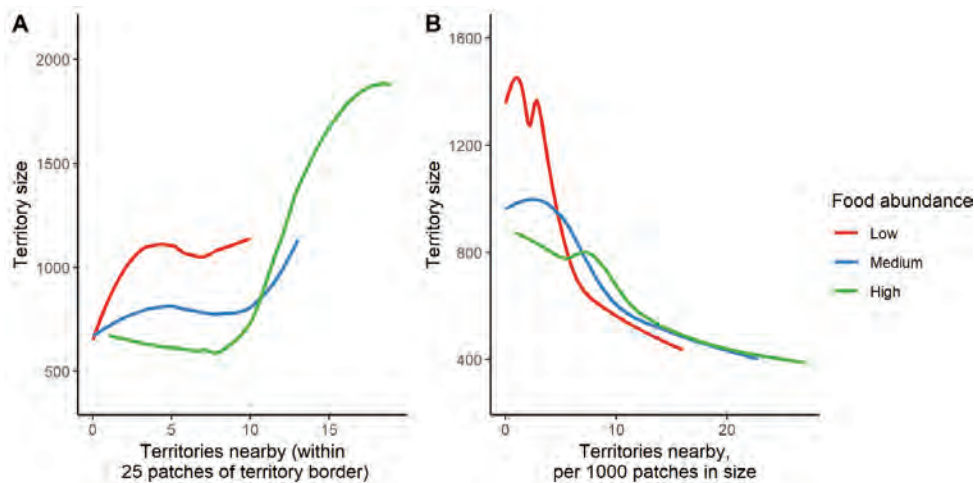 A
Territory size
2000
1500
1000
500
0
5
10
15
Territories nearby (within
25 patches of territory border)
B
Territory size
1600
1200
800
400
0
10
20
Territories nearby,
per 1000 patches in size
Food abundance
Low
Medium
High